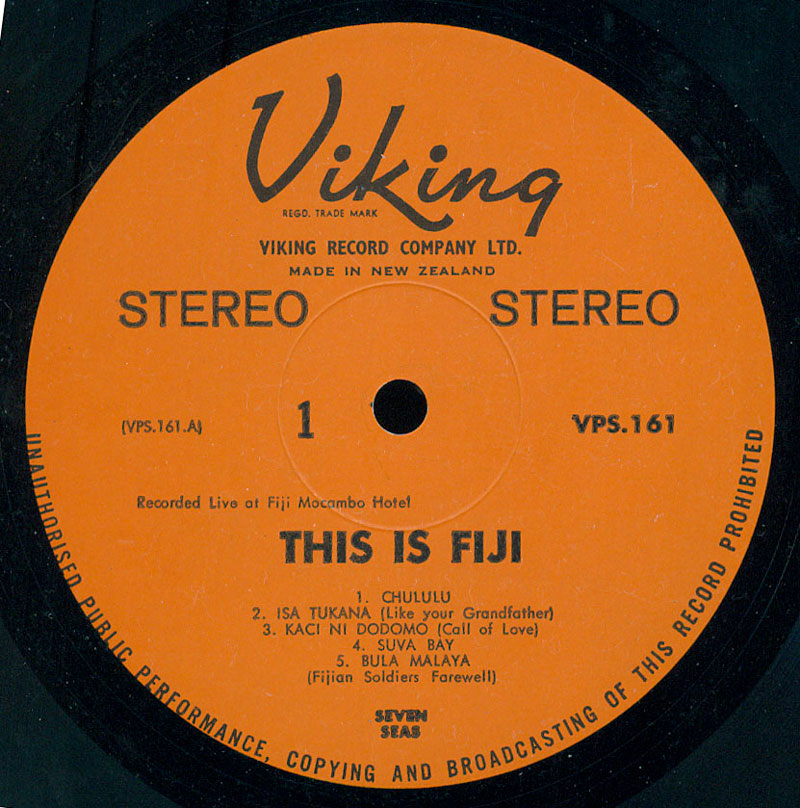 Viking
REGD. TRADE MARK
VIKING RECORD COMPANY LTD.
MADE IN NEW ZEALAND
STEREO STEREO
(VPS.161.A) 1 VPS.161
Recorded Live at Fiji Mocambo Hotel
THIS IS FIJI
1. CHULULU
2. ISA TUKANA (Like your Grandfather)
3. KACI NI DODOMO (Call of Love)
4. SUVA BAY
5. BULA MALAYA
(Fijian Soldiers Farewell)
SEVEN
SEAS
UNAUTHORISED PUBLIC PERFORMANCE, COPYING AND BROADCASTING OF THIS RECORD PROHIBITED